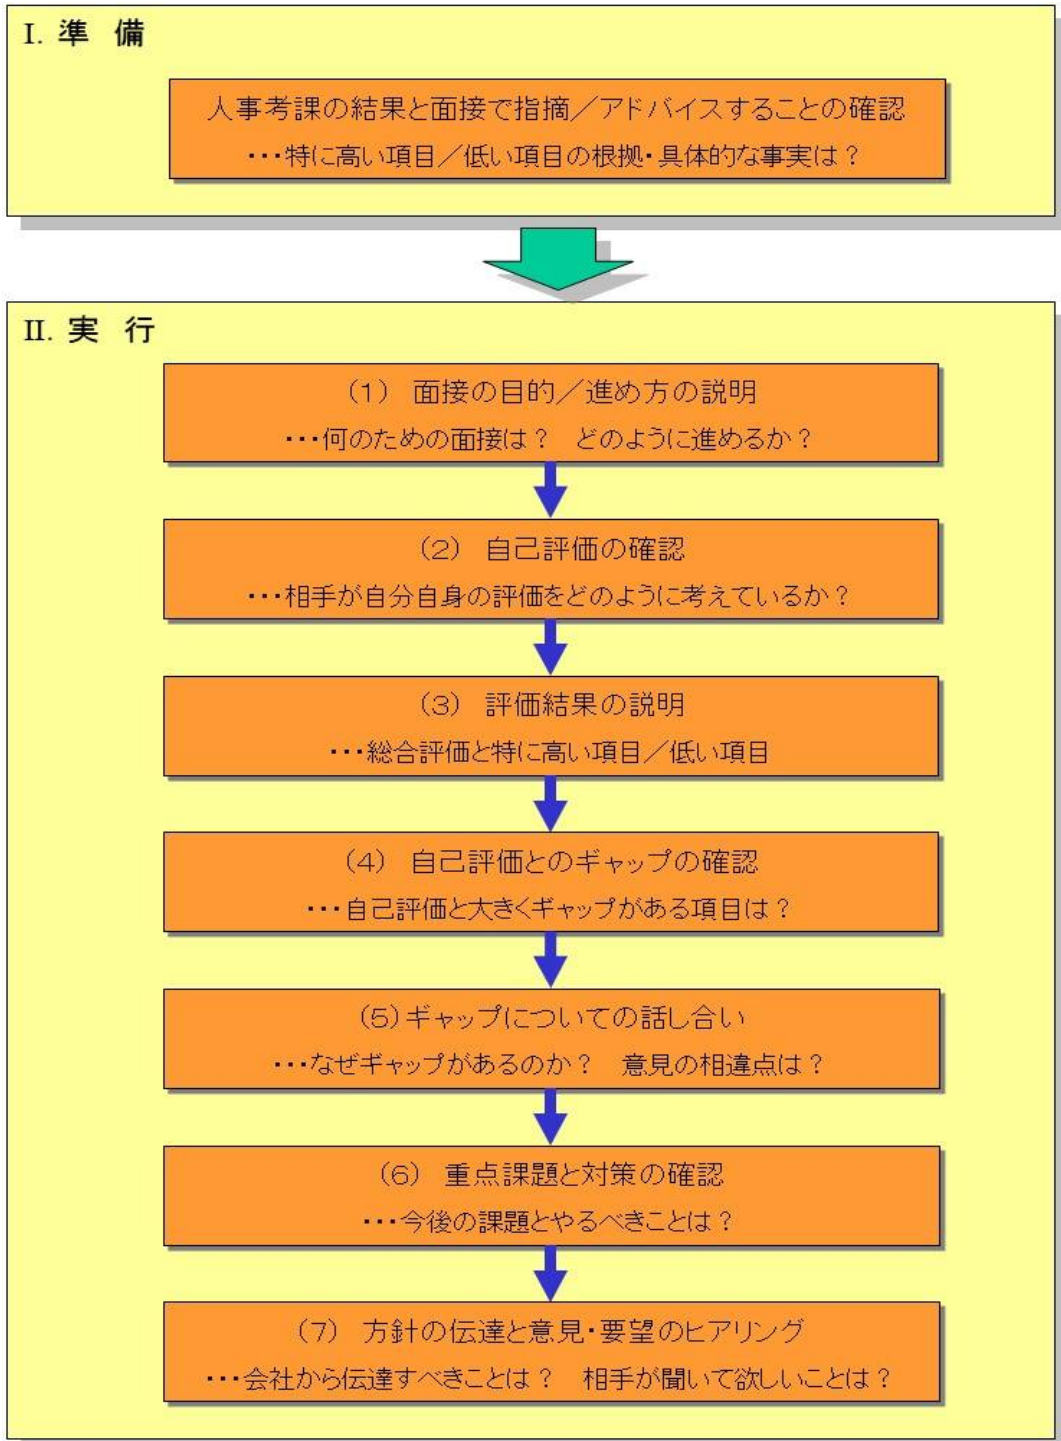 I. 準　備
人事考課の結果と面接で指摘／アドバイスすることの確認
・・・特に高い項目／低い項目の根拠・具体的な事実は？
II. 実　行
（1）　面接の目的／進め方の説明
・・・何のための面接は？　どのように進めるか？
（2）　自己評価の確認
・・・相手が自分自身の評価をどのように考えているか？
（3）　評価結果の説明
・・・総合評価と特に高い項目／低い項目
（4）　自己評価とのギャップの確認
・・・自己評価と大きくギャップがある項目は？
（5）ギャップについての話し合い
・・・なぜギャップがあるのか？　意見の相違点は？
（6）　重点課題と対策の確認
・・・今後の課題とやるべきことは？
（7）　方針の伝達と意見・要望のヒアリング
・・・会社から伝達すべきことは？　相手が聞いて欲しいことは？